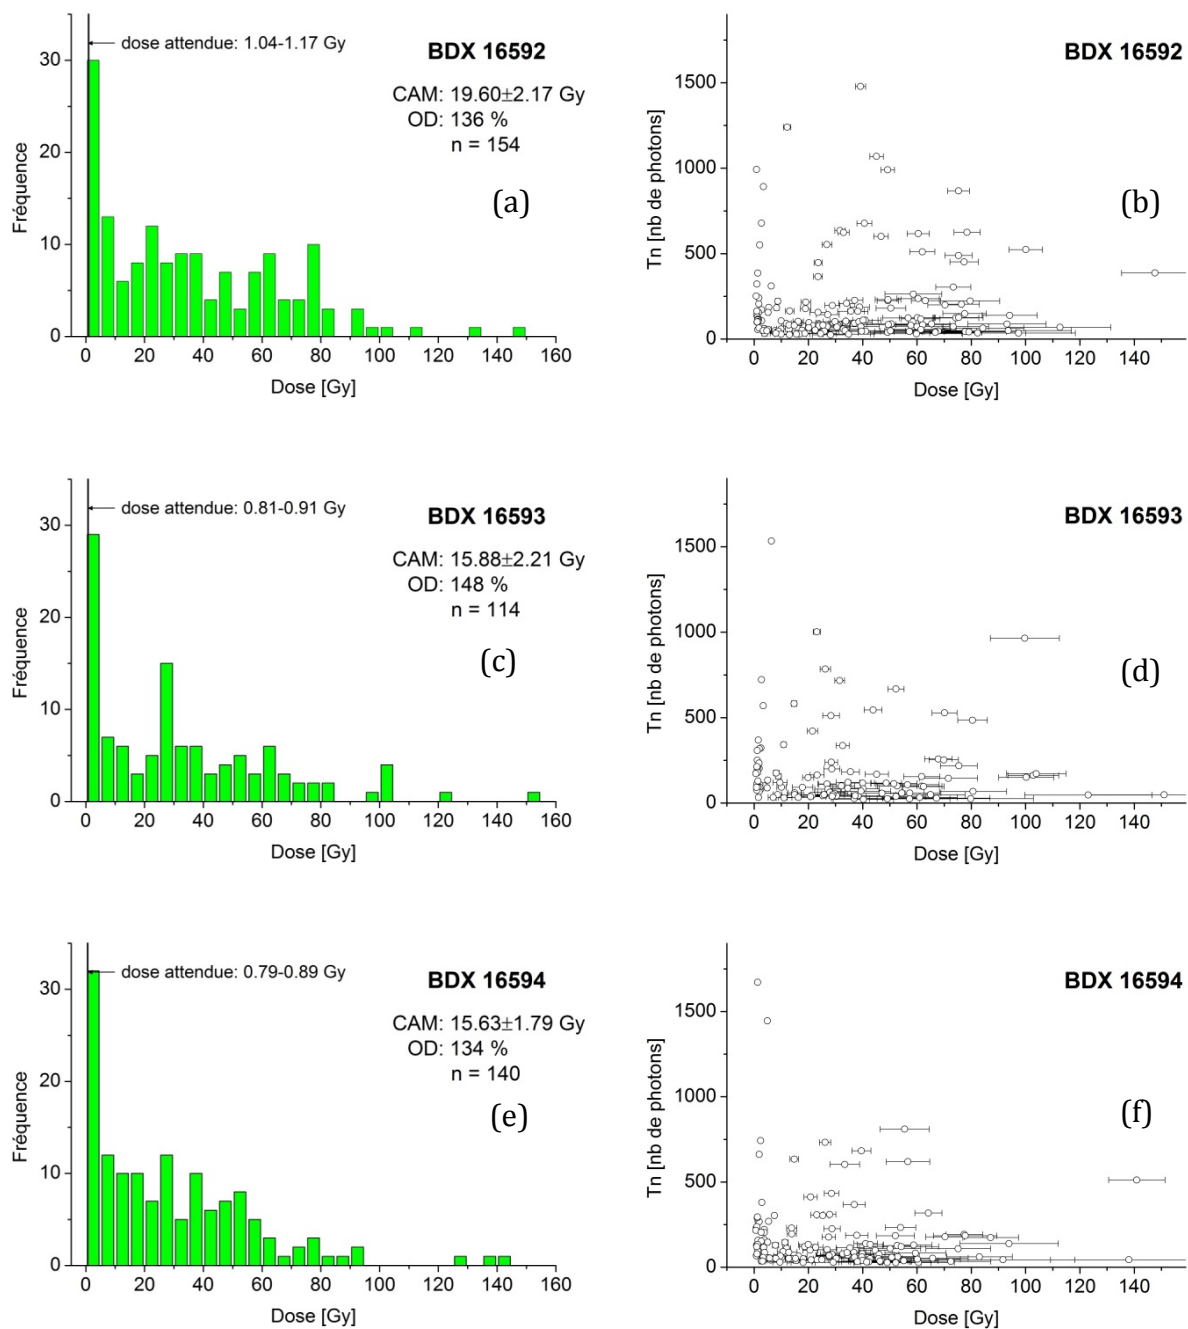 dose attendue: 1.04-1.17 Gy
BDX 16592
CAM: 19.60±2.17 Gy
OD: 136 %
n = 154
(a)
Fréquence
30
20
10
0
0 20 40 60 80 100 120 140 160
Dose [Gy]
BDX 16592
(b)
Tn [nb de photons]
1500
1000
500
0
0 20 40 60 80 100 120 140
Dose [Gy]
dose attendue: 0.81-0.91 Gy
BDX 16593
CAM: 15.88±2.21 Gy
OD: 148 %
n = 114
(c)
Fréquence
30
20
10
0
0 20 40 60 80 100 120 140 160
Dose [Gy]
BDX 16593
(d)
Tn [nb de photons]
1500
1000
500
0
0 20 40 60 80 100 120 140
Dose [Gy]
dose attendue: 0.79-0.89 Gy
BDX 16594
CAM: 15.63±1.79 Gy
OD: 134 %
n = 140
(e)
Fréquence
30
20
10
0
0 20 40 60 80 100 120 140 160
Dose [Gy]
BDX 16594
(f)
Tn [nb de photons]
1500
1000
500
0
0 20 40 60 80 100 120 140
Dose [Gy]